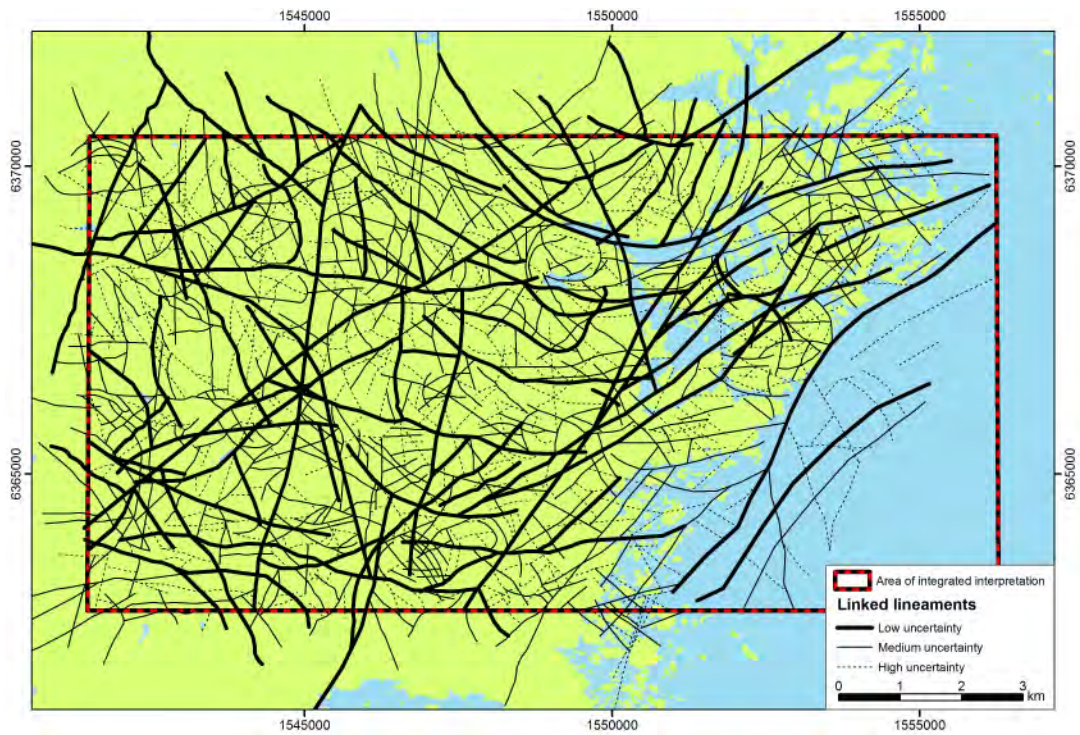 1545000 1550000 1555000
6370000 6370000
6365000 6365000
Area of integrated interpretation
Linked lineaments
Low uncertainty
Medium uncertainty
High uncertainty
0 1 2 3
km
1545000 1550000 1555000